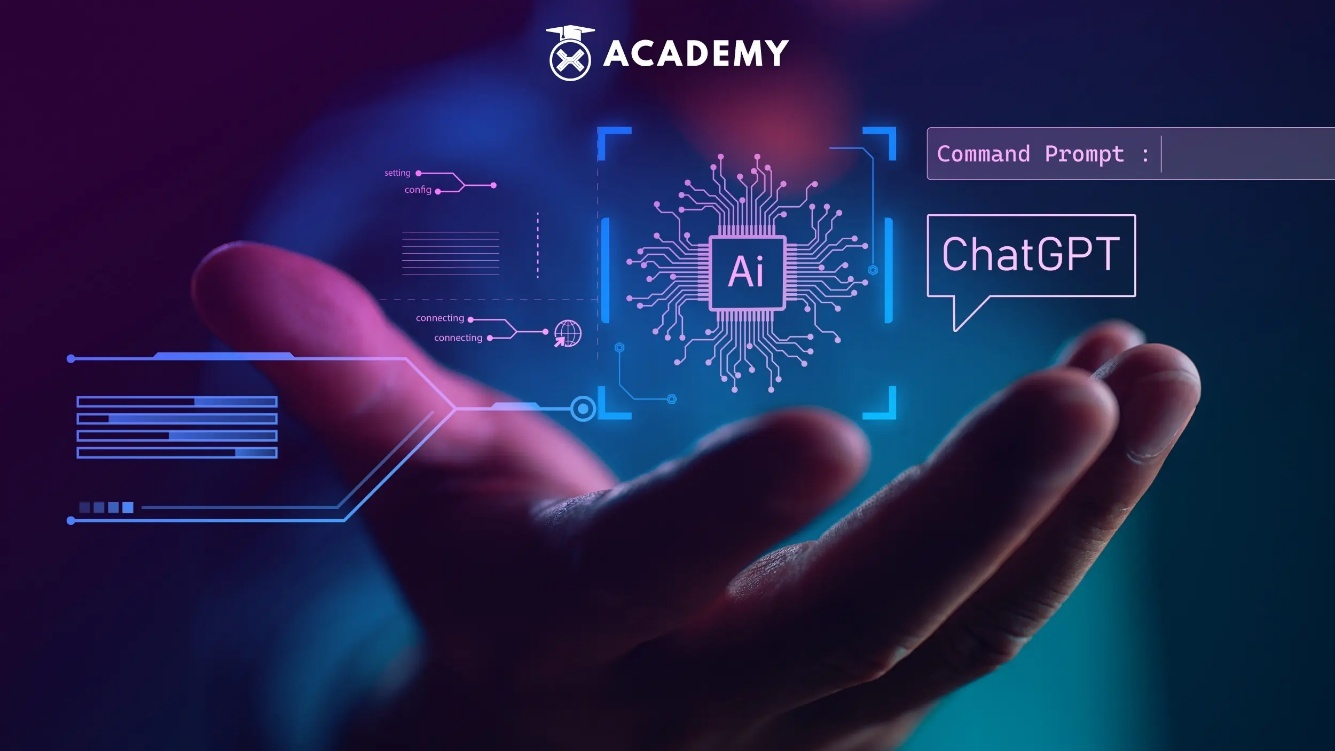 ACADEMY
Command Prompt :
setting
config
Ai
ChatGPT
connecting
connecting